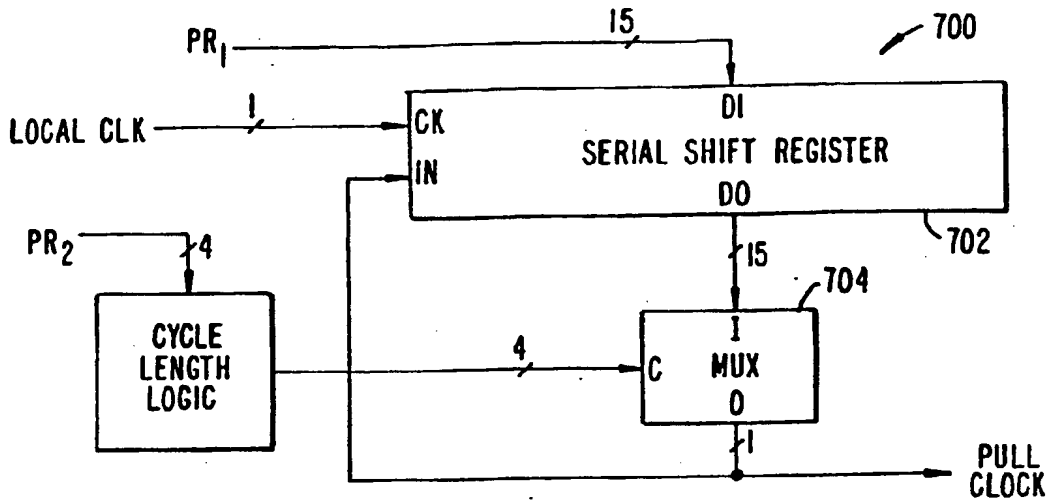 PR1
15
700
LOCAL CLK
1
CK
DI
IN
SERIAL SHIFT REGISTER
DO
702
PR2
4
15
704
CYCLE
LENGTH
LOGIC
4
C
I
MUX
O
1
PULL
CLOCK